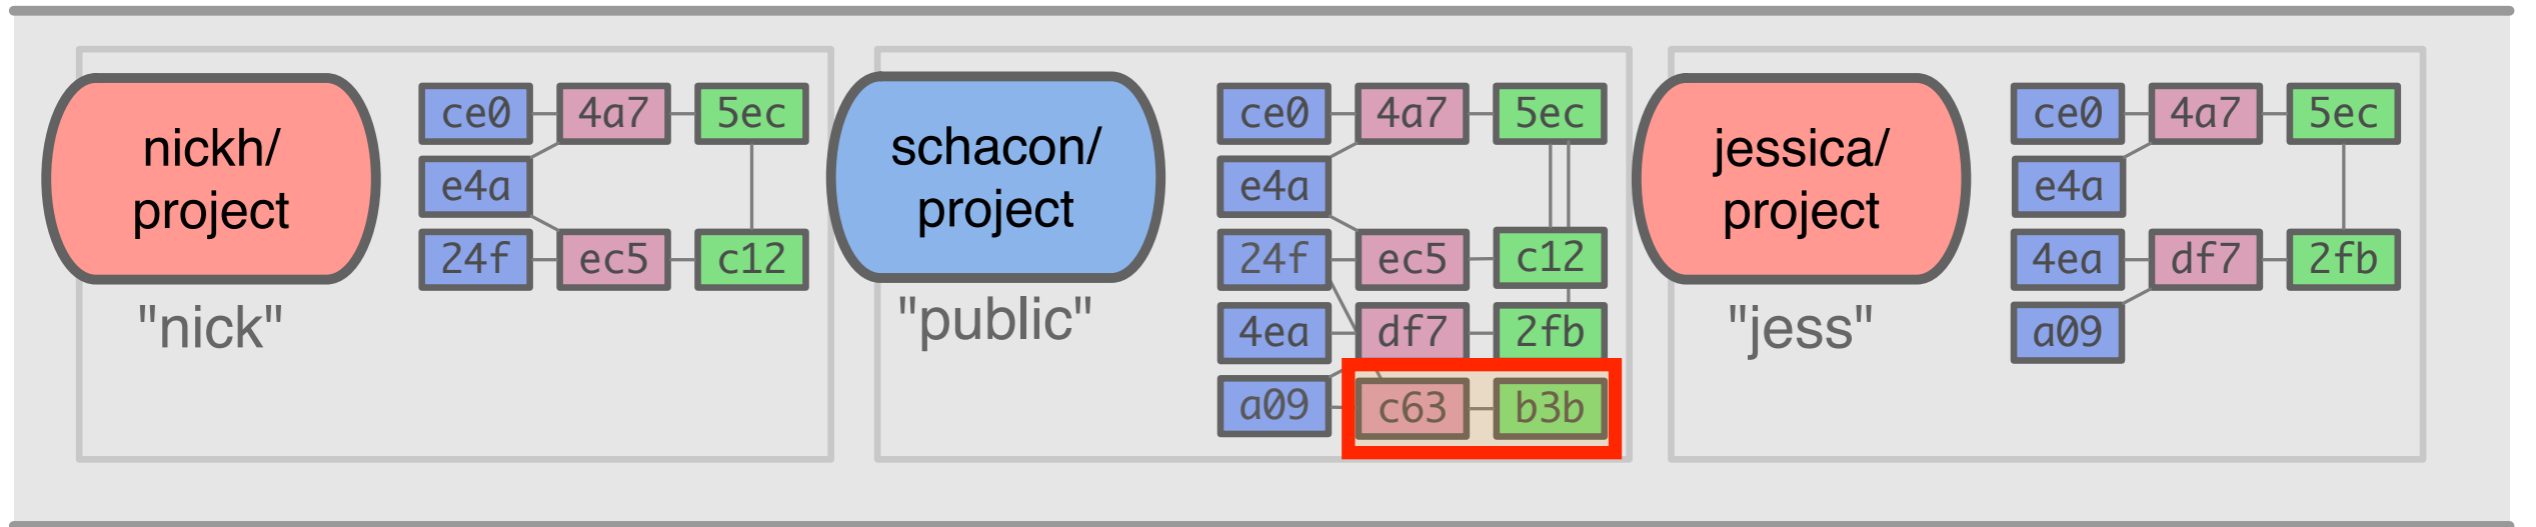 nickh/
project
"nick"
ce0 4a7 5ec
e4a
24f ec5 c12
schacon/
project
"public"
ce0 4a7 5ec
e4a
24f ec5 c12
4ea df7 2fb
a09 c63 b3b
jessica/
project
"jess"
ce0 4a7 5ec
e4a
4ea df7 2fb
a09